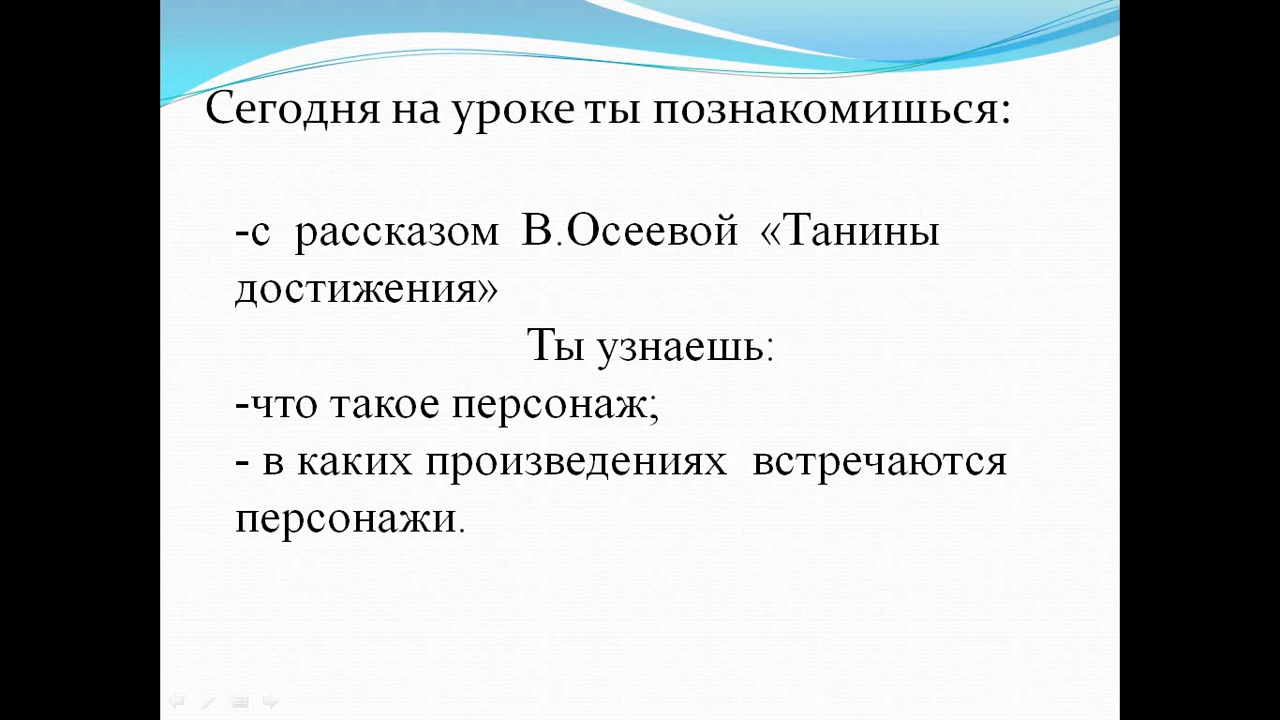 Сегодня на уроке ты познакомишься:
-с рассказом В.Осеевой «Танины
достижения»
Ты узнаешь:
-что такое персонаж;
- в каких произведениях встречаются
персонажи.